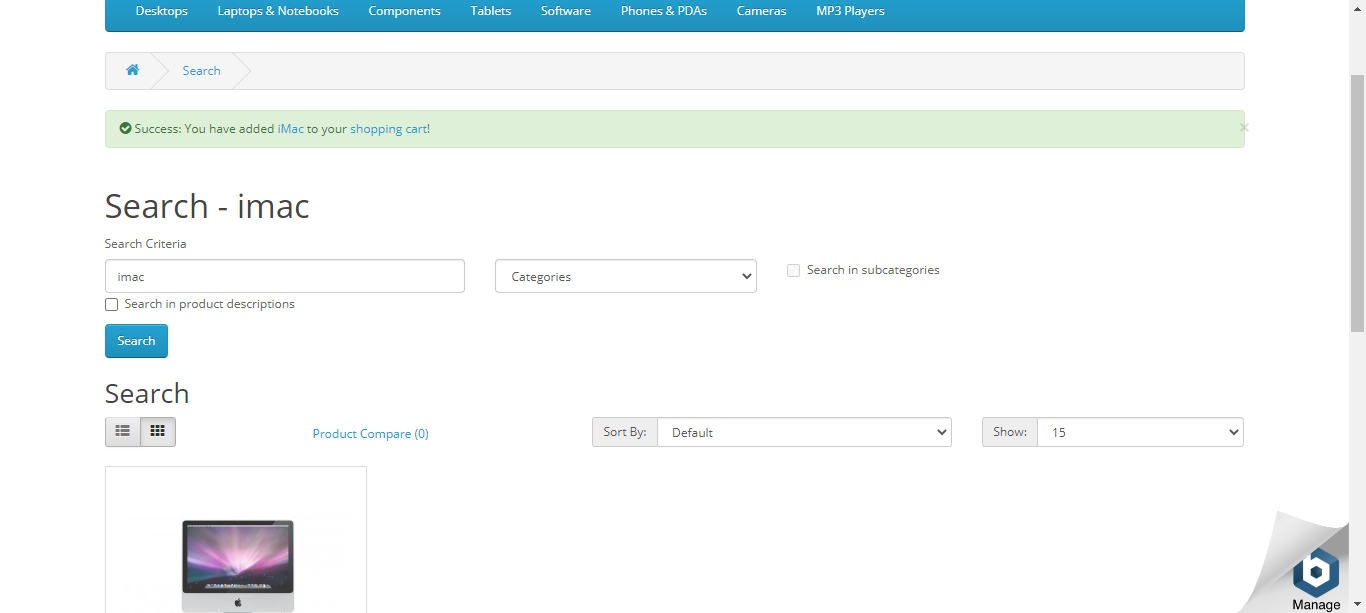 Desktops Laptops & Notebooks Components Tablets Software Phones & PDAs Cameras MP3 Players
Search
Success: You have added iMac to your shopping cart!
×
Search - imac
Search Criteria
imac
Categories
Search in subcategories
Search in product descriptions
Search
Search
Product Compare (0)
Sort By: Default
Show: 15
Manage